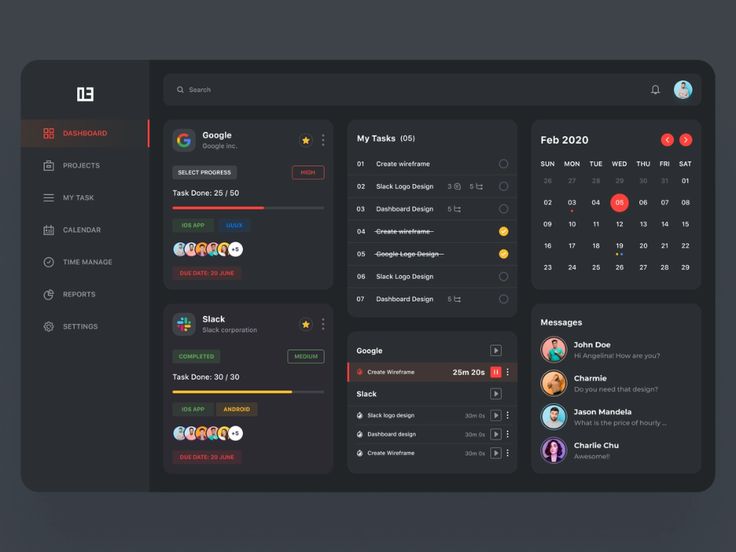 DASHBOARD
PROJECTS
MY TASK
CALENDAR
TIME MANAGE
REPORTS
SETTINGS
Search
Google
Google inc.
SELECT PROGRESS HIGH
Task Done: 25 / 50
IOS APP UI/UX
+5
DUE DATE: 20 JUNE
Slack
Slack corporation
COMPLETED MEDIUM
Task Done: 30 / 30
IOS APP ANDROID
+5
DUE DATE: 20 JUNE
My Tasks (05)
01 Create wireframe
02 Slack Logo Design 3 5
03 Dashboard Design 5
04 Create wireframe
05 Google Logo Design
06 Slack Logo Design
07 Dashboard Design 5
Google
Create Wireframe 25m 20s
Slack
Slack logo design 30m 0s
Dashboard design 30m 0s
Create Wireframe 30m 0s
Feb 2020
SUN MON TUE WED THU FRI SAT
26 27 28 29 30 31 01
02 03 04 05 06 07 08
09 10 11 12 13 14 15
16 17 18 19 20 21 22
23 24 25 26 27 28 29
Messages
John Doe
Hi Angelina! How are you?
Charmie
Do you need that design?
Jason Mandela
What is the price of hourly ...
Charlie Chu
Awesome!!